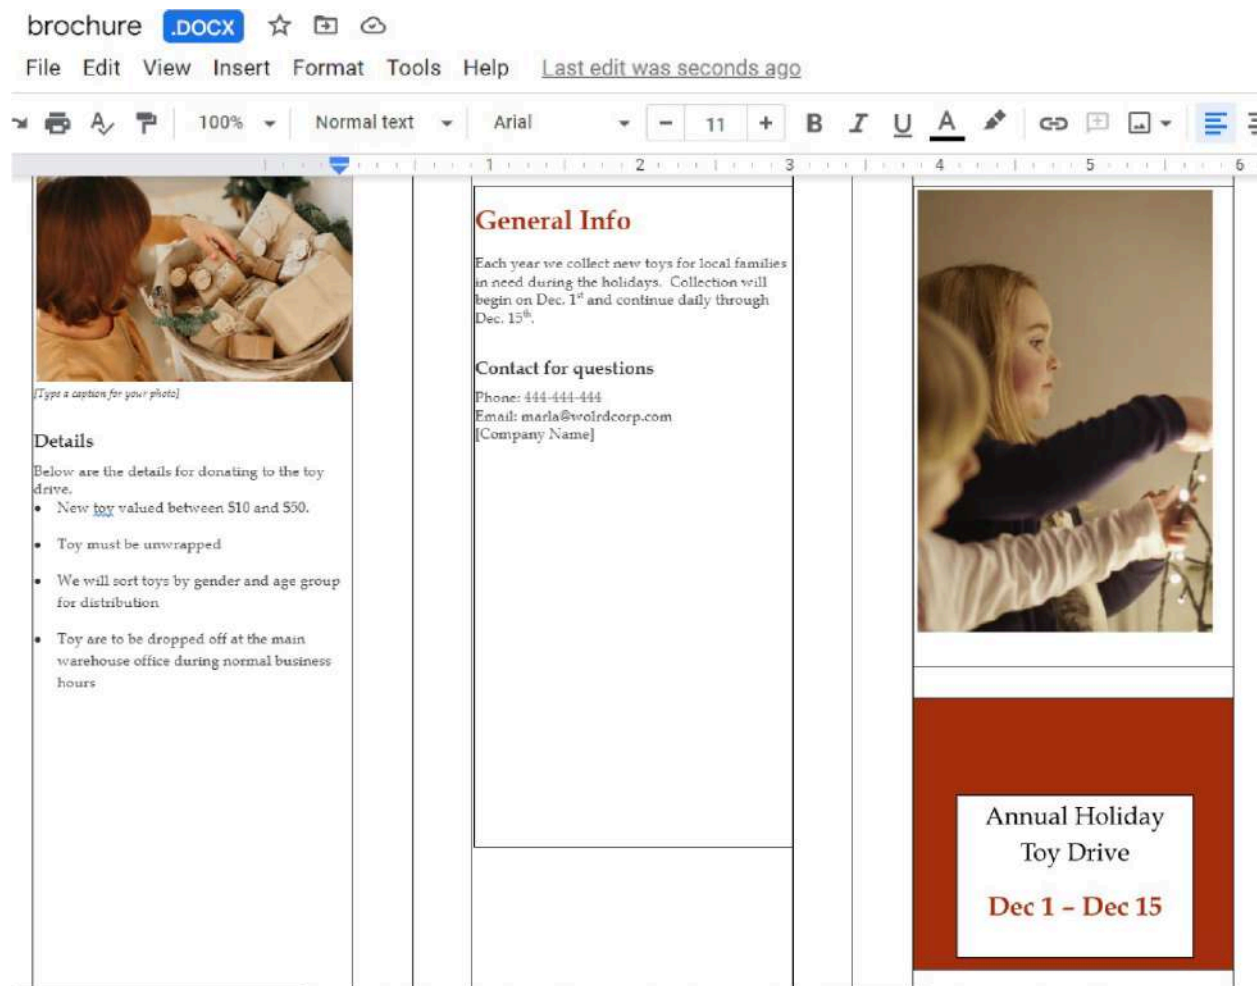 brochure .DOCX
File Edit View Insert Format Tools Help Last edit was seconds ago
100% Normal text Arial − 11 + B I U A
1 2 3 4 5 6
[Type a caption for your photo]
Details
Below are the details for donating to the toy
drive.
• New toy valued between $10 and $50.
• Toy must be unwrapped
• We will sort toys by gender and age group
for distribution
• Toy are to be dropped off at the main
warehouse office during normal business
hours
General Info
Each year we collect new toys for local families
in need during the holidays. Collection will
begin on Dec. 1st and continue daily through
Dec. 15th.
Contact for questions
Phone: 444-444-444
Email: marla@wolrdcorp.com
[Company Name]
Annual Holiday
Toy Drive
Dec 1 – Dec 15